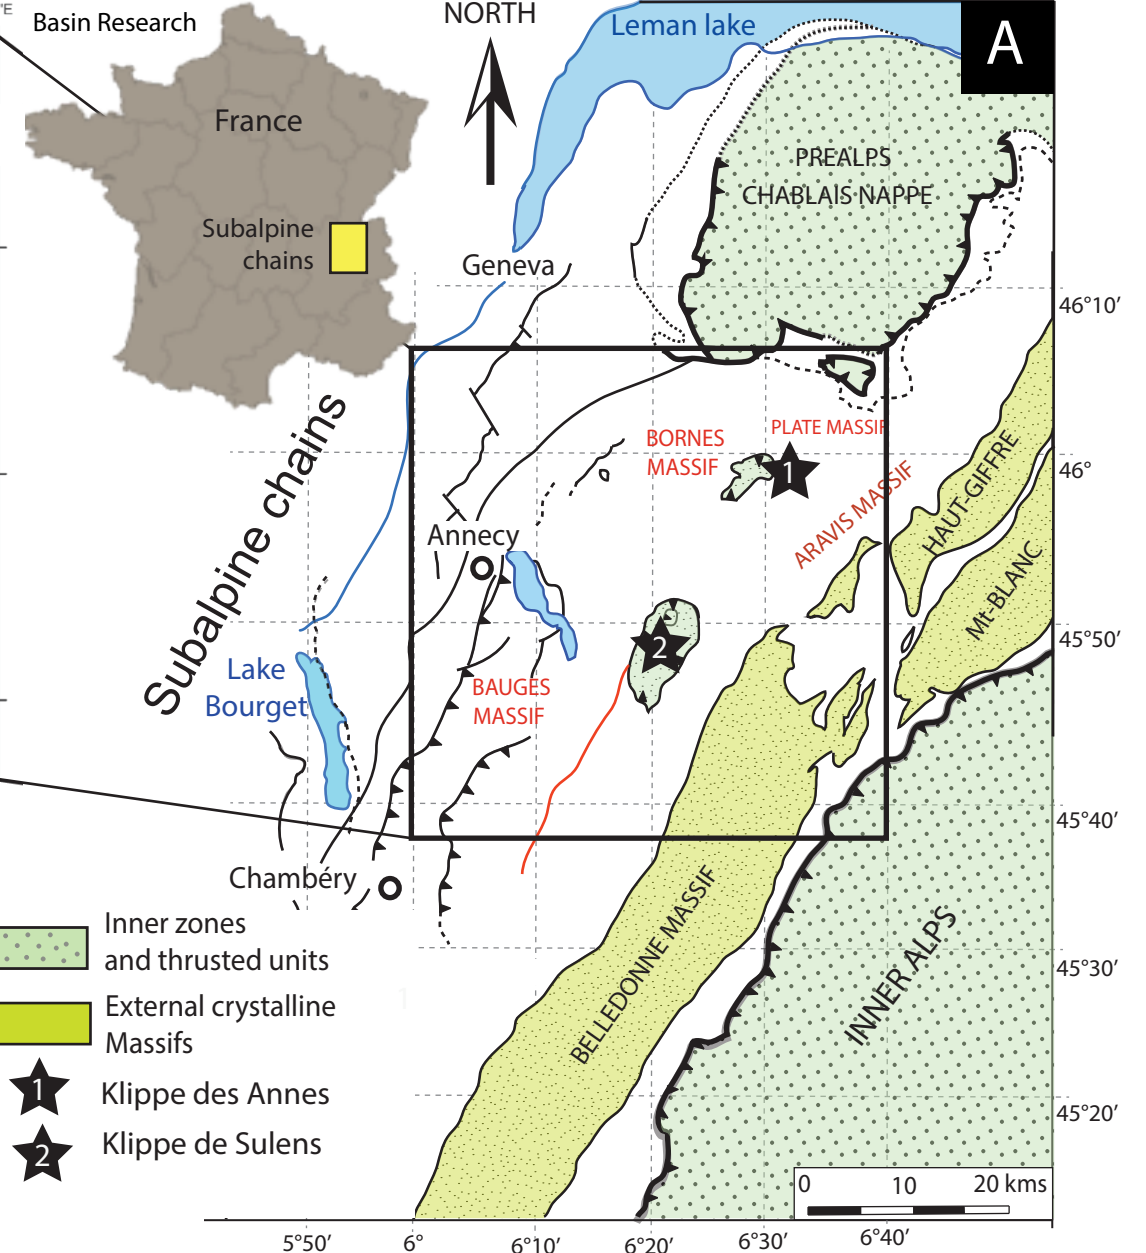 °E
Basin Research
NORTH
Leman lake
A
France
PREALPS
CHABLAIS NAPPE
Subalpine
chains
Geneva
46°10'
Subalpine chains
BORNES
MASSIF
PLATE MASSIF
1
46°
ARAVIS MASSIF
HAUT-GIFFRE
Annecy
Mt-BLANC
2
45°50'
Lake
Bourget
BAUGES
MASSIF
45°40'
Chambéry
BELLEDONNE MASSIF
INNER ALPS
Inner zones
and thrusted units
45°30'
External crystalline
Massifs
1
Klippe des Annes
45°20'
2
Klippe de Sulens
0 10 20 kms
5°50' 6° 6°10' 6°20' 6°30' 6°40'